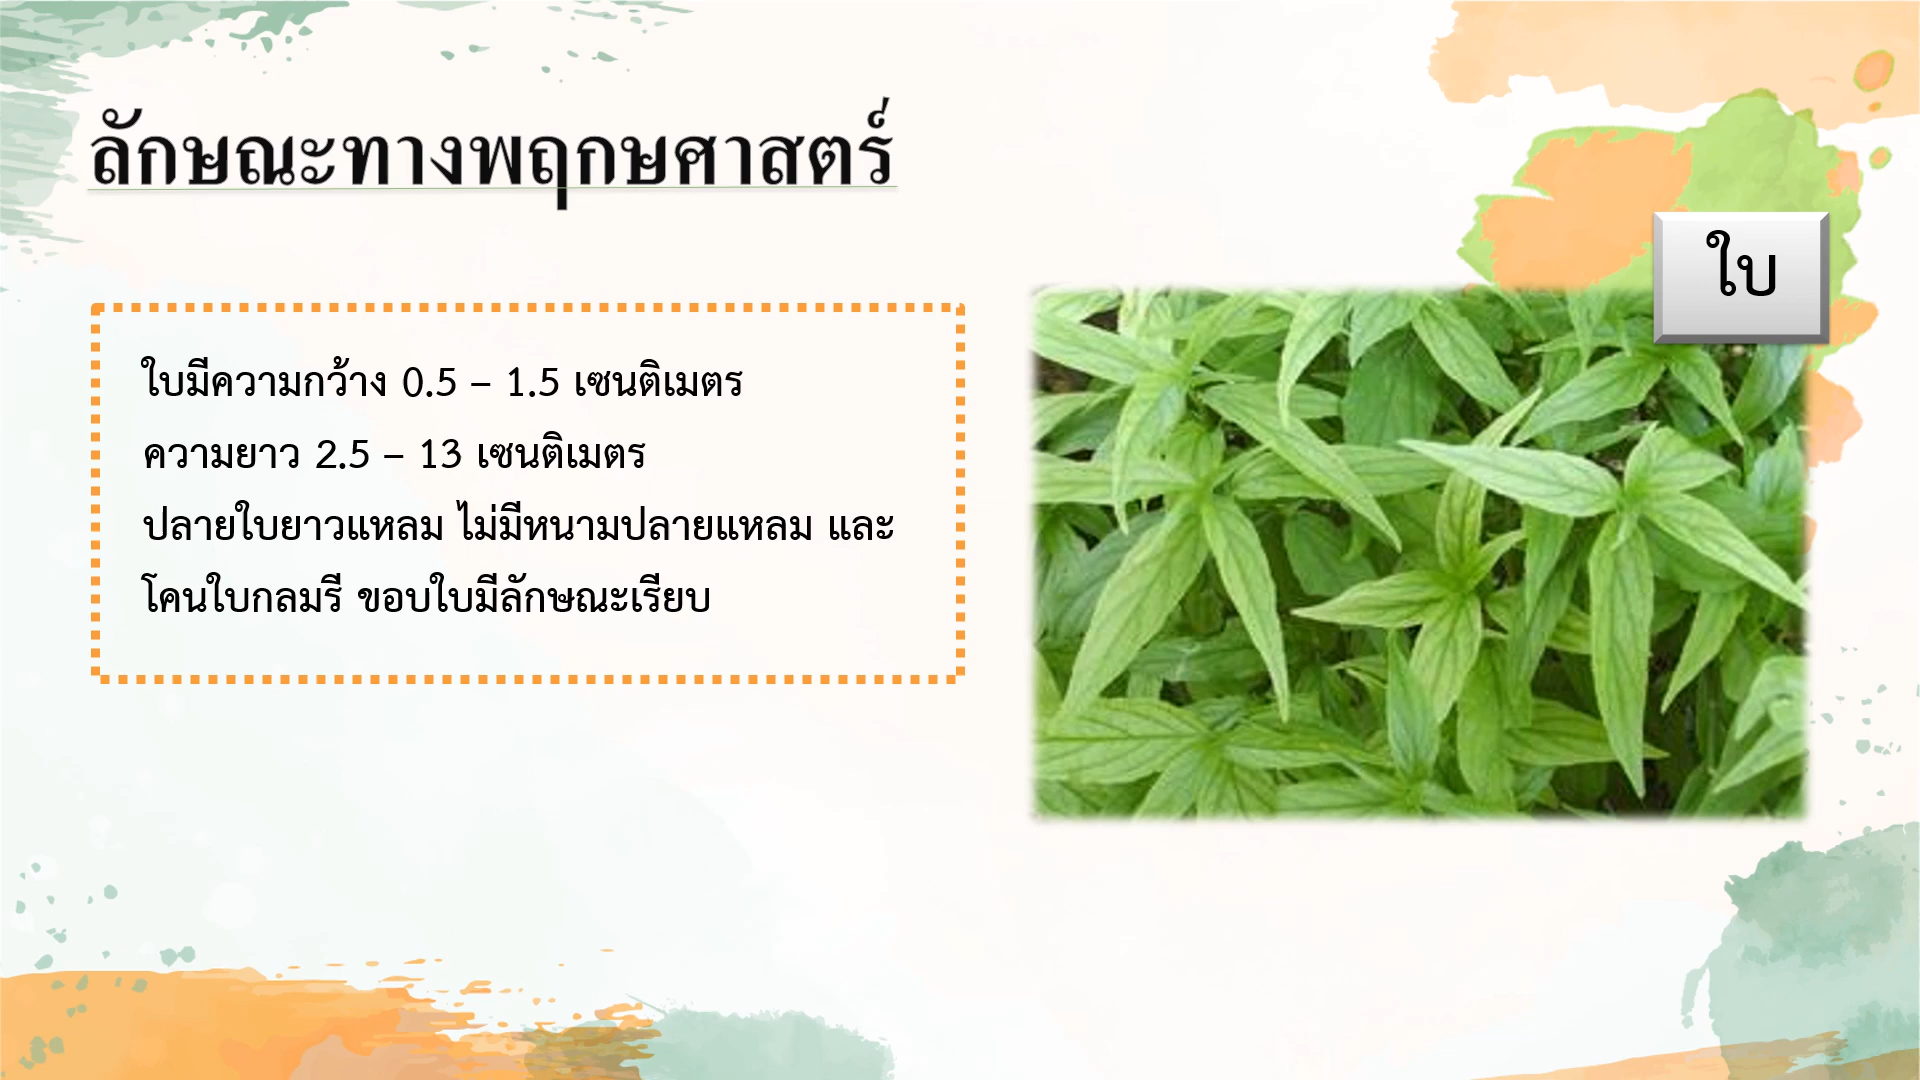 ลักษณะทางพฤกษศาสตร์
ใบ
ใบมีความกว้าง 0.5 – 1.5 เซนติเมตร
ความยาว 2.5 – 13 เซนติเมตร
ปลายใบยาวแหลม ไม่มีหนามปลายแหลม และ
โคนใบกลมรี ขอบใบมีลักษณะเรียบ